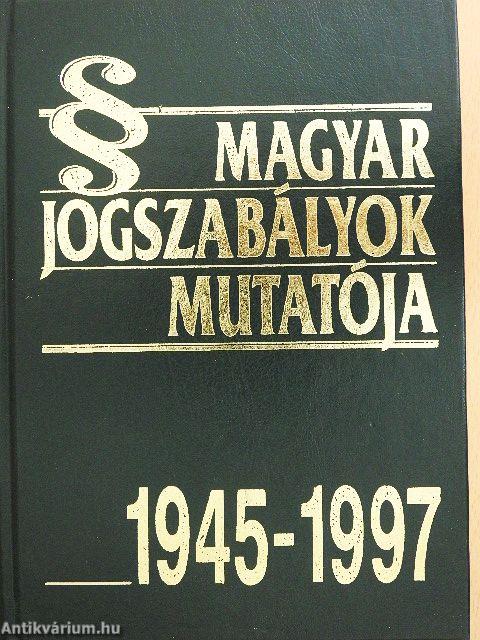 § MAGYAR
JOGSZABÁLYOK
MUTATÓJA
1945-1997
Antikvárium.hu